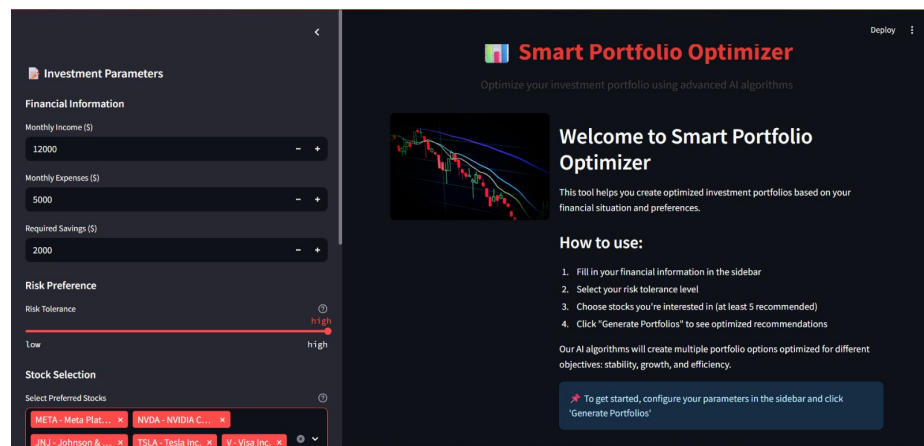 Investment Parameters
Financial Information
Monthly Income ($)
12000
Monthly Expenses ($)
5000
Required Savings ($)
2000
Risk Preference
Risk Tolerance
high
low high
Stock Selection
Select Preferred Stocks
META - Meta Plat... × NVDA - NVIDIA C... ×
JNJ - Johnson & ... × TSLA - Tesla Inc. × V - Visa Inc. ×
Deploy
Smart Portfolio Optimizer
Optimize your investment portfolio using advanced AI algorithms
Welcome to Smart Portfolio
Optimizer
This tool helps you create optimized investment portfolios based on your
financial situation and preferences.
How to use:
1. Fill in your financial information in the sidebar
2. Select your risk tolerance level
3. Choose stocks you're interested in (at least 5 recommended)
4. Click "Generate Portfolios" to see optimized recommendations
Our AI algorithms will create multiple portfolio options optimized for different
objectives: stability, growth, and efficiency.
To get started, configure your parameters in the sidebar and click
'Generate Portfolios'